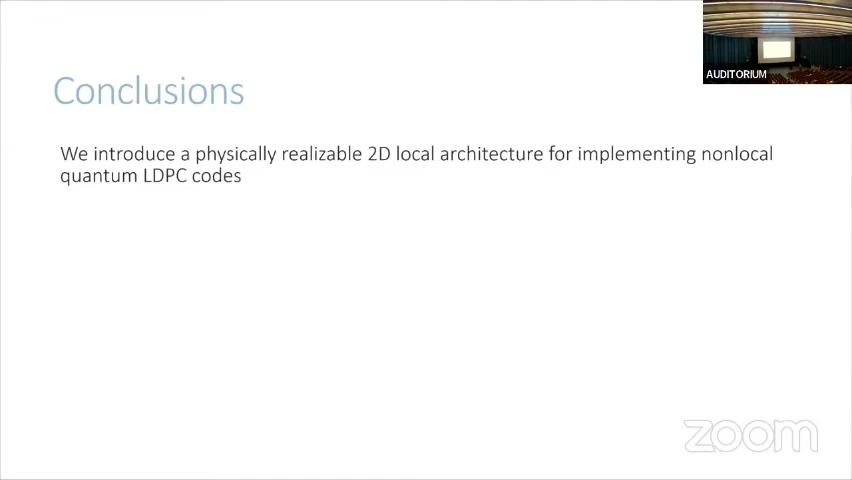 AUDITORIUM
Conclusions
We introduce a physically realizable 2D local architecture for implementing nonlocal
quantum LDPC codes
zoom